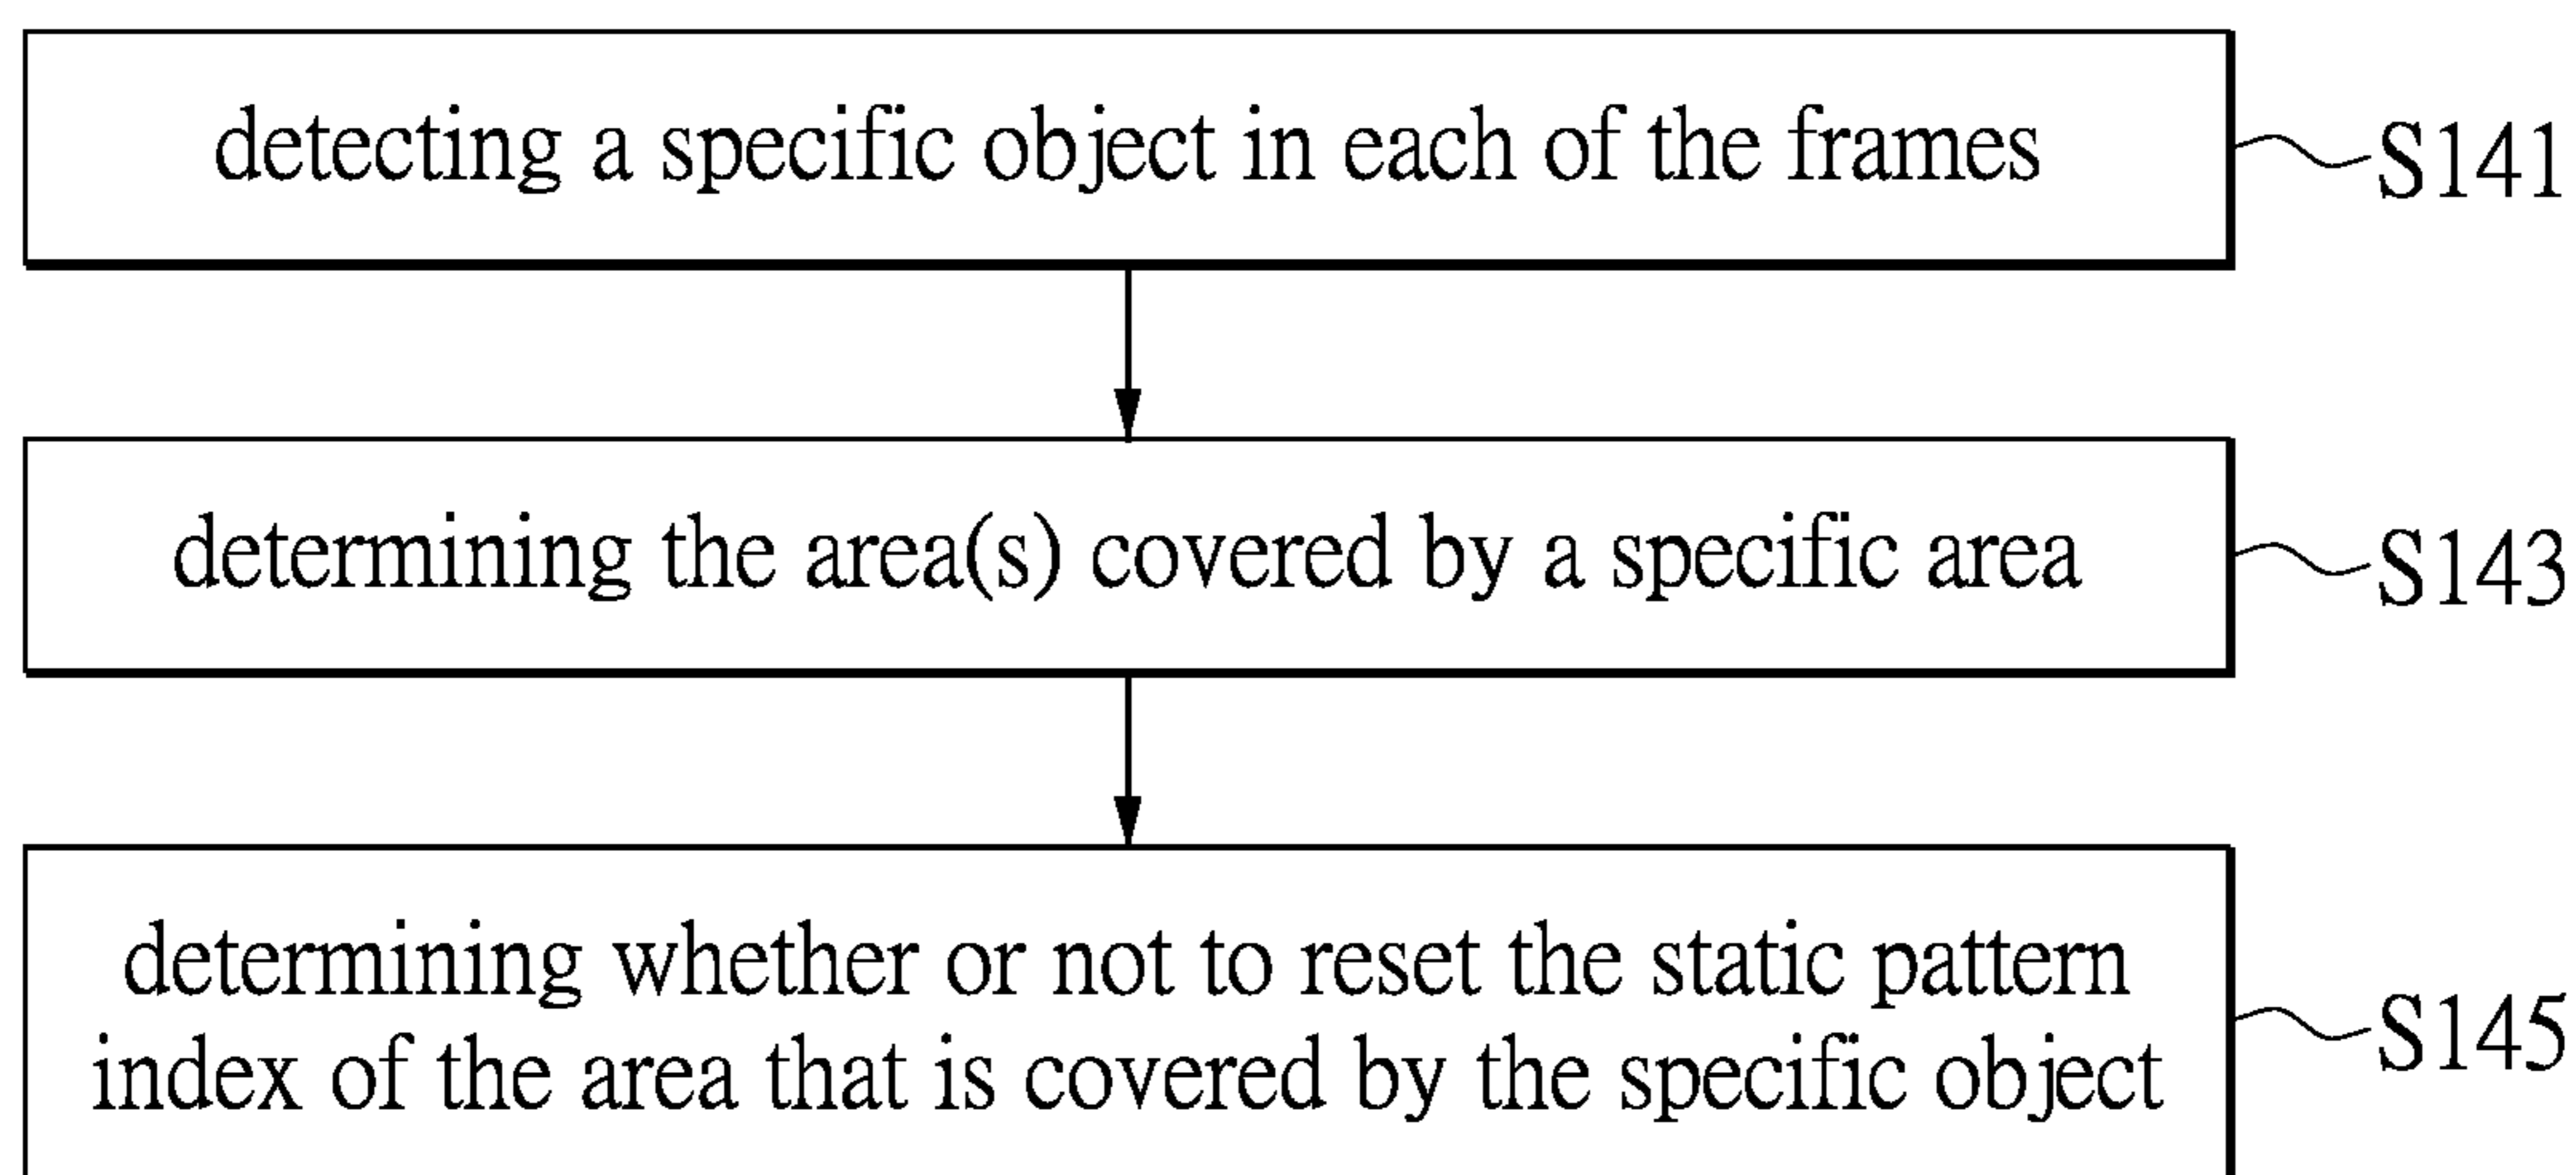 detecting a specific object in each of the frames
S141
determining the area(s) covered by a specific area
S143
determining whether or not to reset the static pattern
index of the area that is covered by the specific object
S145